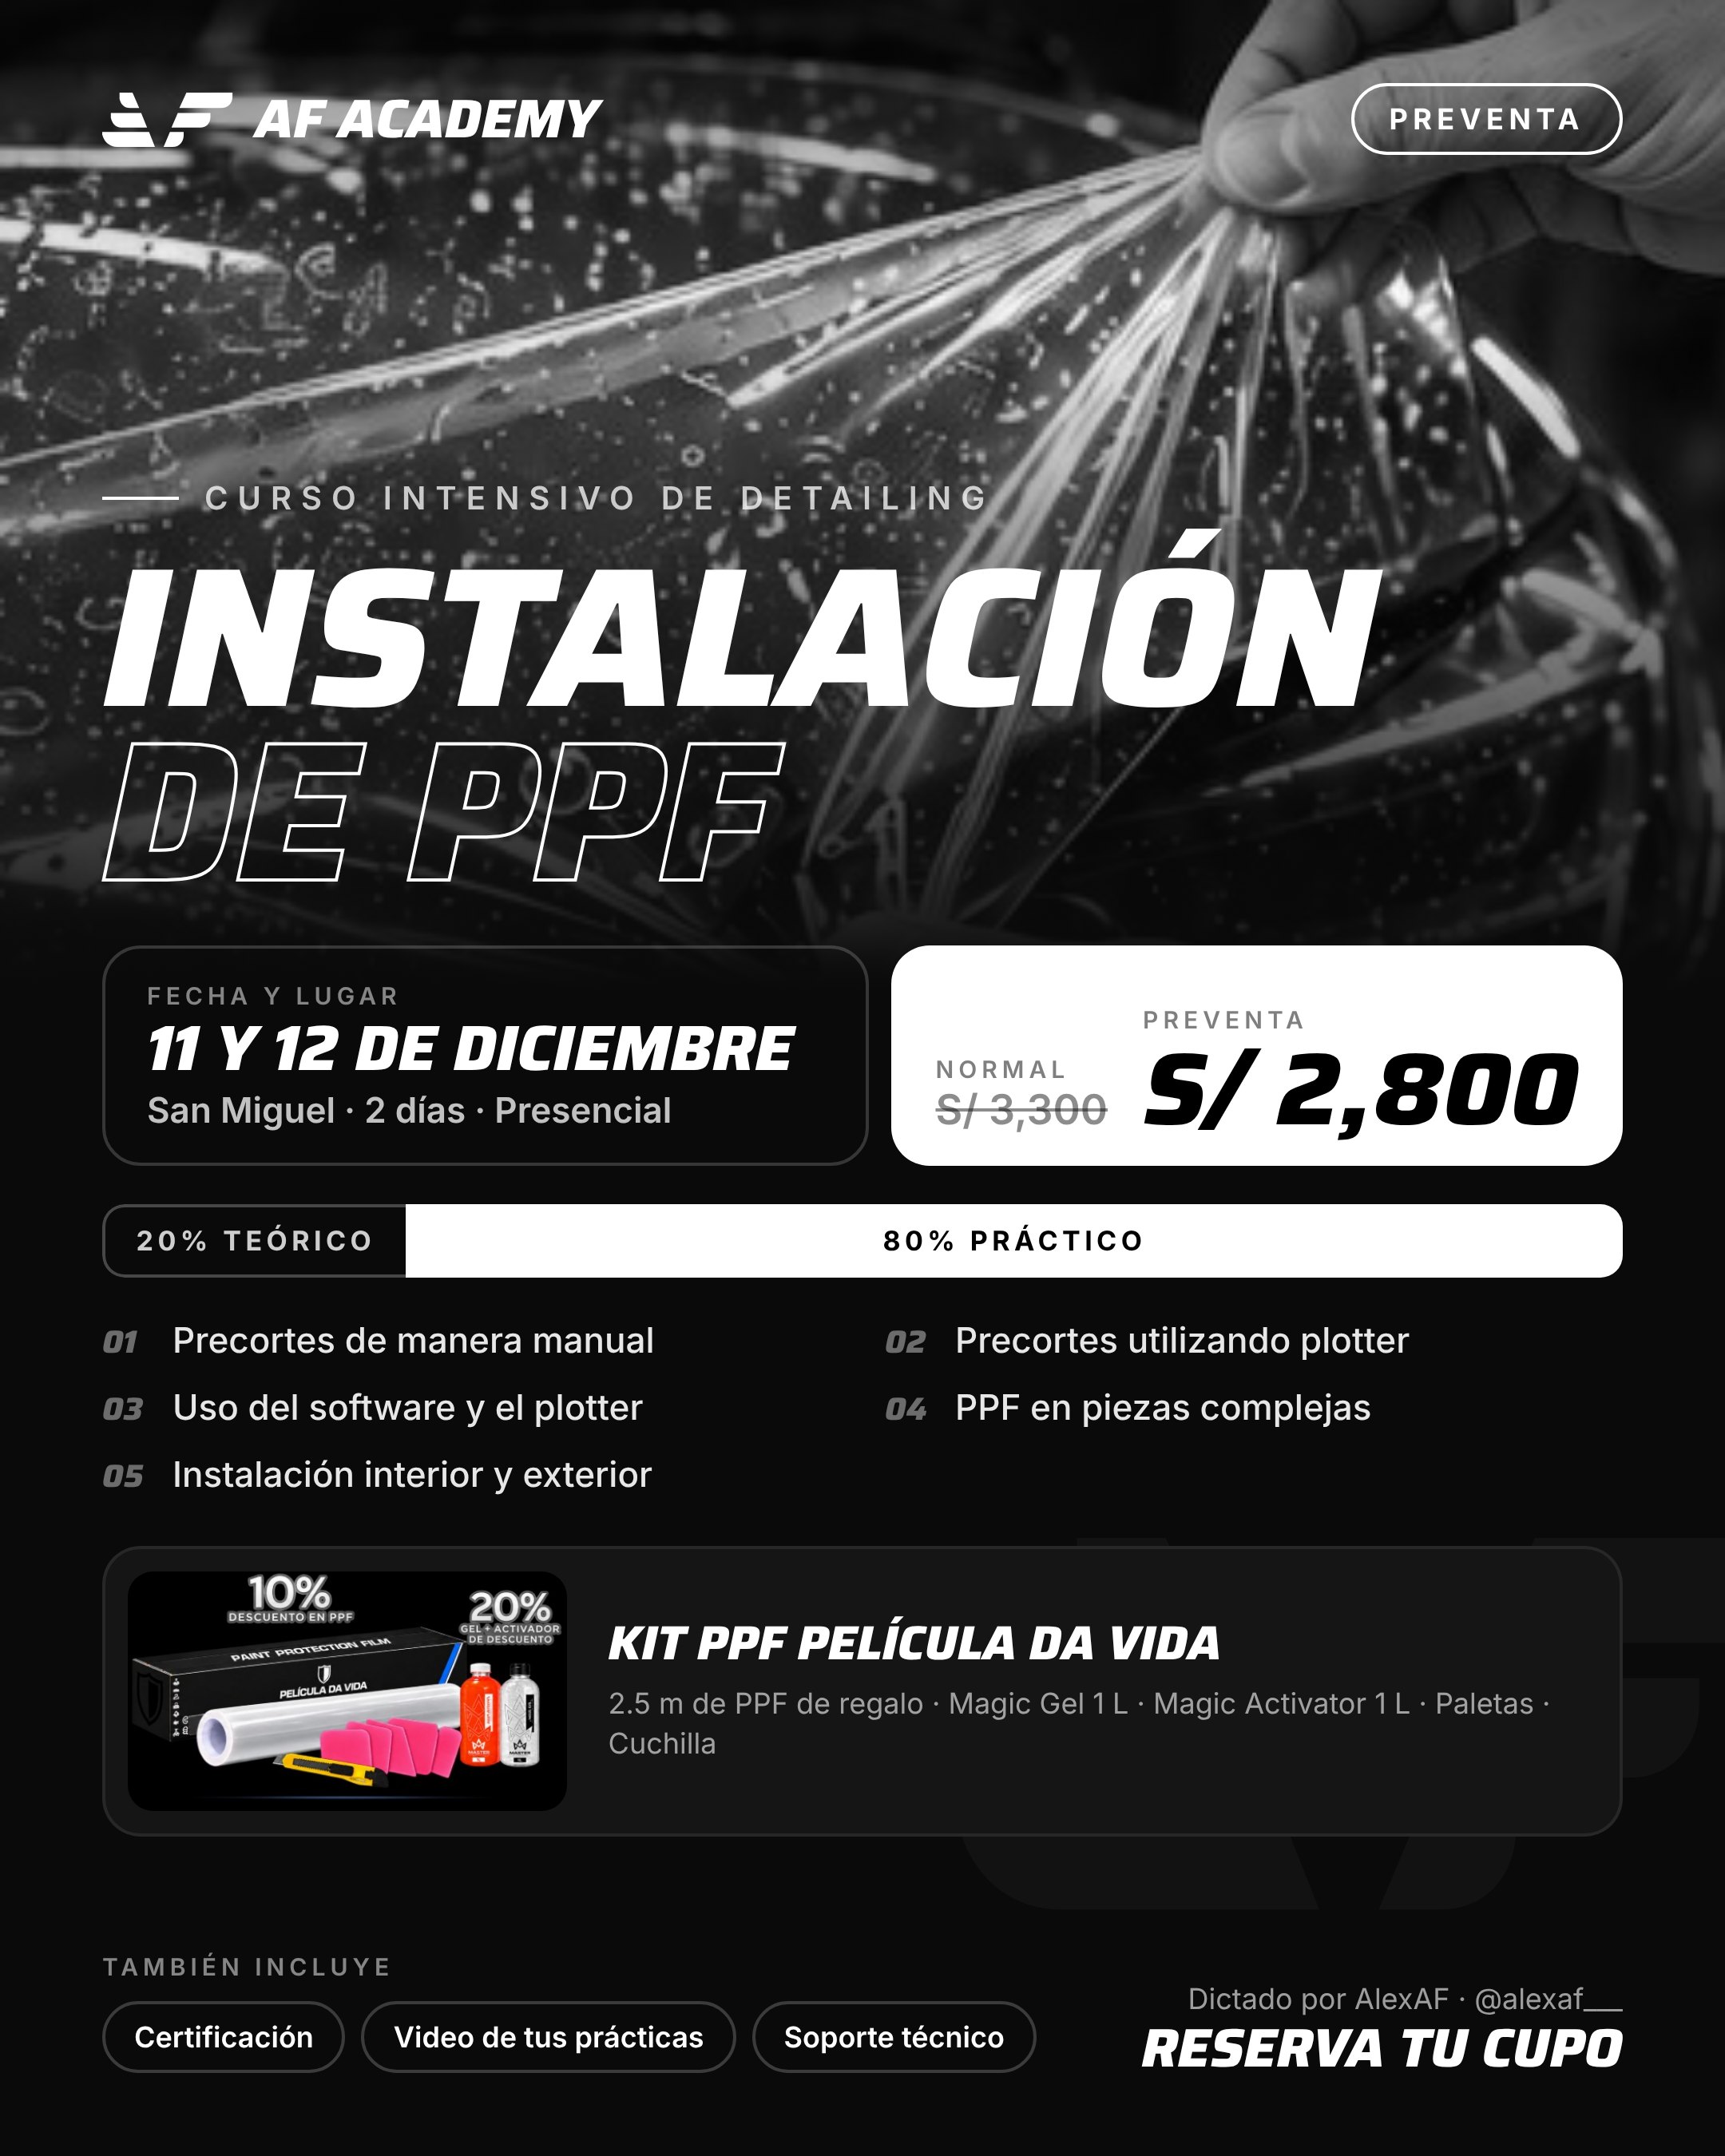 AF ACADEMY
PREVENTA
CURSO INTENSIVO DE DETAILING
INSTALACIÓN
DE PPF
FECHA Y LUGAR
11 Y 12 DE DICIEMBRE
San Miguel · 2 días · Presencial
NORMAL
S/ 3,300
PREVENTA
S/ 2,800
20% TEÓRICO
80% PRÁCTICO
01 Precortes de manera manual
02 Precortes utilizando plotter
03 Uso del software y el plotter
04 PPF en piezas complejas
05 Instalación interior y exterior
10%
DESCUENTO EN PPF
20%
GEL + ACTIVADOR
DE DESCUENTO
PAINT PROTECTION FILM
PELÍCULA DA VIDA
MASTER
MASTER
KIT PPF PELÍCULA DA VIDA
2.5 m de PPF de regalo · Magic Gel 1 L · Magic Activator 1 L · Paletas ·
Cuchilla
TAMBIÉN INCLUYE
Certificación
Video de tus prácticas
Soporte técnico
Dictado por AlexAF · @alexaf__
RESERVA TU CUPO